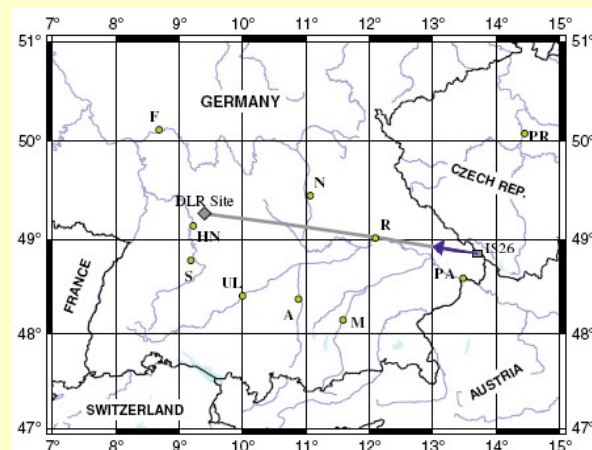 7° 8° 9° 10° 11° 12° 13° 14° 15°
51° 51°
GERMANY
F
50° 50°
PR
CZECH REP.
N
DLR Site
R
HN
49° 49°
IS26
FRANCE
S
PA
UL
A
M
48° 48°
AUSTRIA
SWITZERLAND
47° 47°
7° 8° 9° 10° 11° 12° 13° 14° 15°